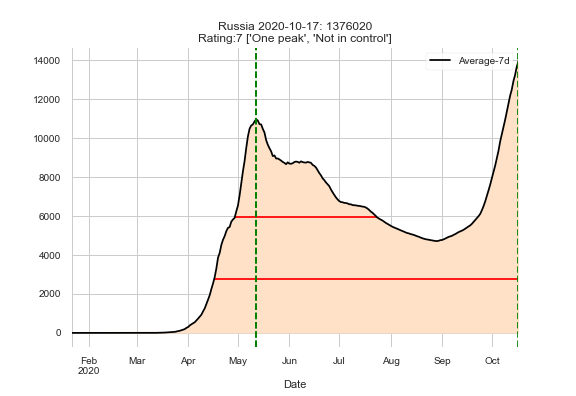 Russia 2020-10-17: 1376020
Rating:7 ['One peak', 'Not in control']
Average-7d
14000
12000
10000
8000
6000
4000
2000
0
Feb Mar Apr May Jun Jul Aug Sep Oct
2020
Date